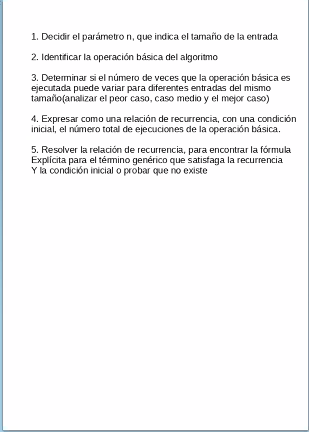 1. Decidir el parámetro n, que indica el tamaño de la entrada
2. Identificar la operación básica del algoritmo
3. Determinar si el número de veces que la operación básica es
ejecutada puede variar para diferentes entradas del mismo
tamaño(analizar el peor caso, caso medio y el mejor caso)
4. Expresar como una relación de recurrencia, con una condición
inicial, el número total de ejecuciones de la operación básica.
5. Resolver la relación de recurrencia, para encontrar la fórmula
Explícita para el término genérico que satisfaga la recurrencia
Y la condición inicial o probar que no existe